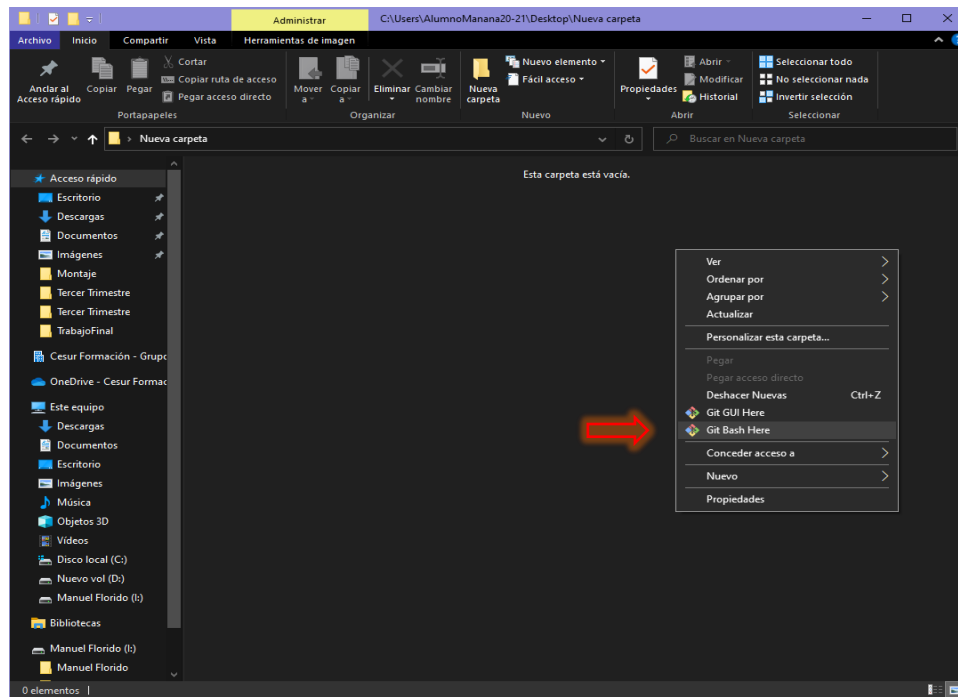 Administrar
C:\Users\AlumnoManana20-21\Desktop\Nueva carpeta
Archivo
Inicio
Compartir
Vista
Herramientas de imagen
Anclar al
Acceso rápido
Copiar
Pegar
Cortar
Copiar ruta de acceso
Pegar acceso directo
Portapapeles
Mover
a
Copiar
a
Eliminar
Cambiar
nombre
Organizar
Nueva
carpeta
Nuevo elemento
Fácil acceso
Nuevo
Propiedades
Abrir
Modificar
Historial
Abrir
Seleccionar todo
No seleccionar nada
Invertir selección
Seleccionar
Nueva carpeta
Buscar en Nueva carpeta
Acceso rápido
Escritorio
Descargas
Documentos
Imágenes
Montaje
Tercer Trimestre
Tercer Trimestre
TrabajoFinal
Cesur Formación - Grupo
OneDrive - Cesur Formac
Este equipo
Descargas
Documentos
Escritorio
Imágenes
Música
Objetos 3D
Vídeos
Disco local (C:)
Nuevo vol (D:)
Manuel Florido (I:)
Bibliotecas
Manuel Florido (I:)
Manuel Florido
Esta carpeta está vacía.
Ver
Ordenar por
Agrupar por
Actualizar
Personalizar esta carpeta...
Pegar
Pegar acceso directo
Deshacer Nuevas Ctrl+Z
Git GUI Here
Git Bash Here
Conceder acceso a
Nuevo
Propiedades
0 elementos